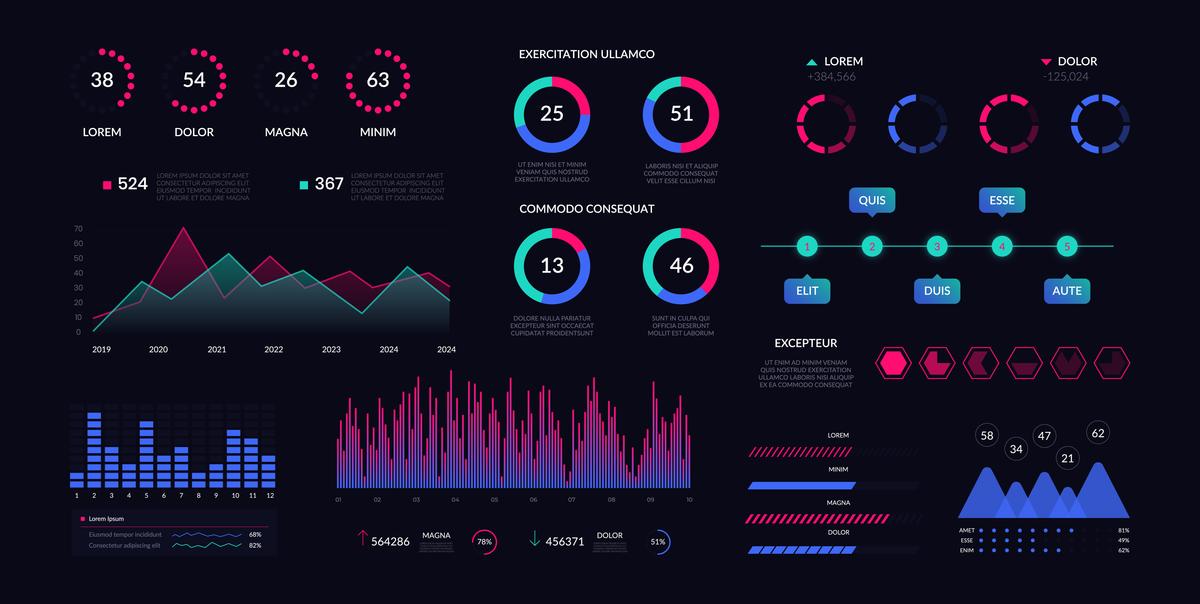 38
54
26
63
LOREM
DOLOR
MAGNA
MINIM
524
LOREM IPSUM DOLOR SIT AMET
CONSECTETUR ADIPISCING ELIT
EIUSMOD TEMPOR INCIDIDUNT
UT LABORE ET DOLORE MAGNA
367
LOREM IPSUM DOLOR SIT AMET
CONSECTETUR ADIPISCING ELIT
EIUSMOD TEMPOR INCIDIDUNT
UT LABORE ET DOLORE MAGNA
70
60
50
40
30
20
10
0
2019
2020
2021
2022
2023
2024
2024
1
2
3
4
5
6
7
8
9
10
11
12
Lorem Ipsum
Eiusmod tempor incididunt
68%
Consectetur adipiscing elit
82%
EXERCITATION ULLAMCO
25
51
UT ENIM NISI ET MINIM
VENIAM QUIS NOSTRUD
EXERCITATION ULLAMCO
LABORIS NISI ET ALIQUIP
COMMODO CONSEQUAT
VELIT ESSE CILLUM NISI
COMMODO CONSEQUAT
13
46
DOLORE NULLA PARIATUR
EXCEPTEUR SINT OCCAECAT
CUPIDATAT PROIDENTSUNT
SUNT IN CULPA QUI
OFFICIA DESERUNT
MOLLIT EST LABORUM
01
02
03
04
05
06
07
08
09
10
564286
MAGNA
78%
456371
DOLOR
51%
LOREM
+384,566
DOLOR
-125,024
QUIS
ESSE
1
2
3
4
5
ELIT
DUIS
AUTE
EXCEPTEUR
UT ENIM AD MINIM VENIAM
QUIS NOSTRUD EXERCITATION
ULLAMCO LABORIS NISI ALIQUIP
EX EA COMMODO CONSEQUAT
LOREM
MINIM
MAGNA
DOLOR
58
34
47
21
62
AMET
81%
ESSE
49%
ENIM
62%